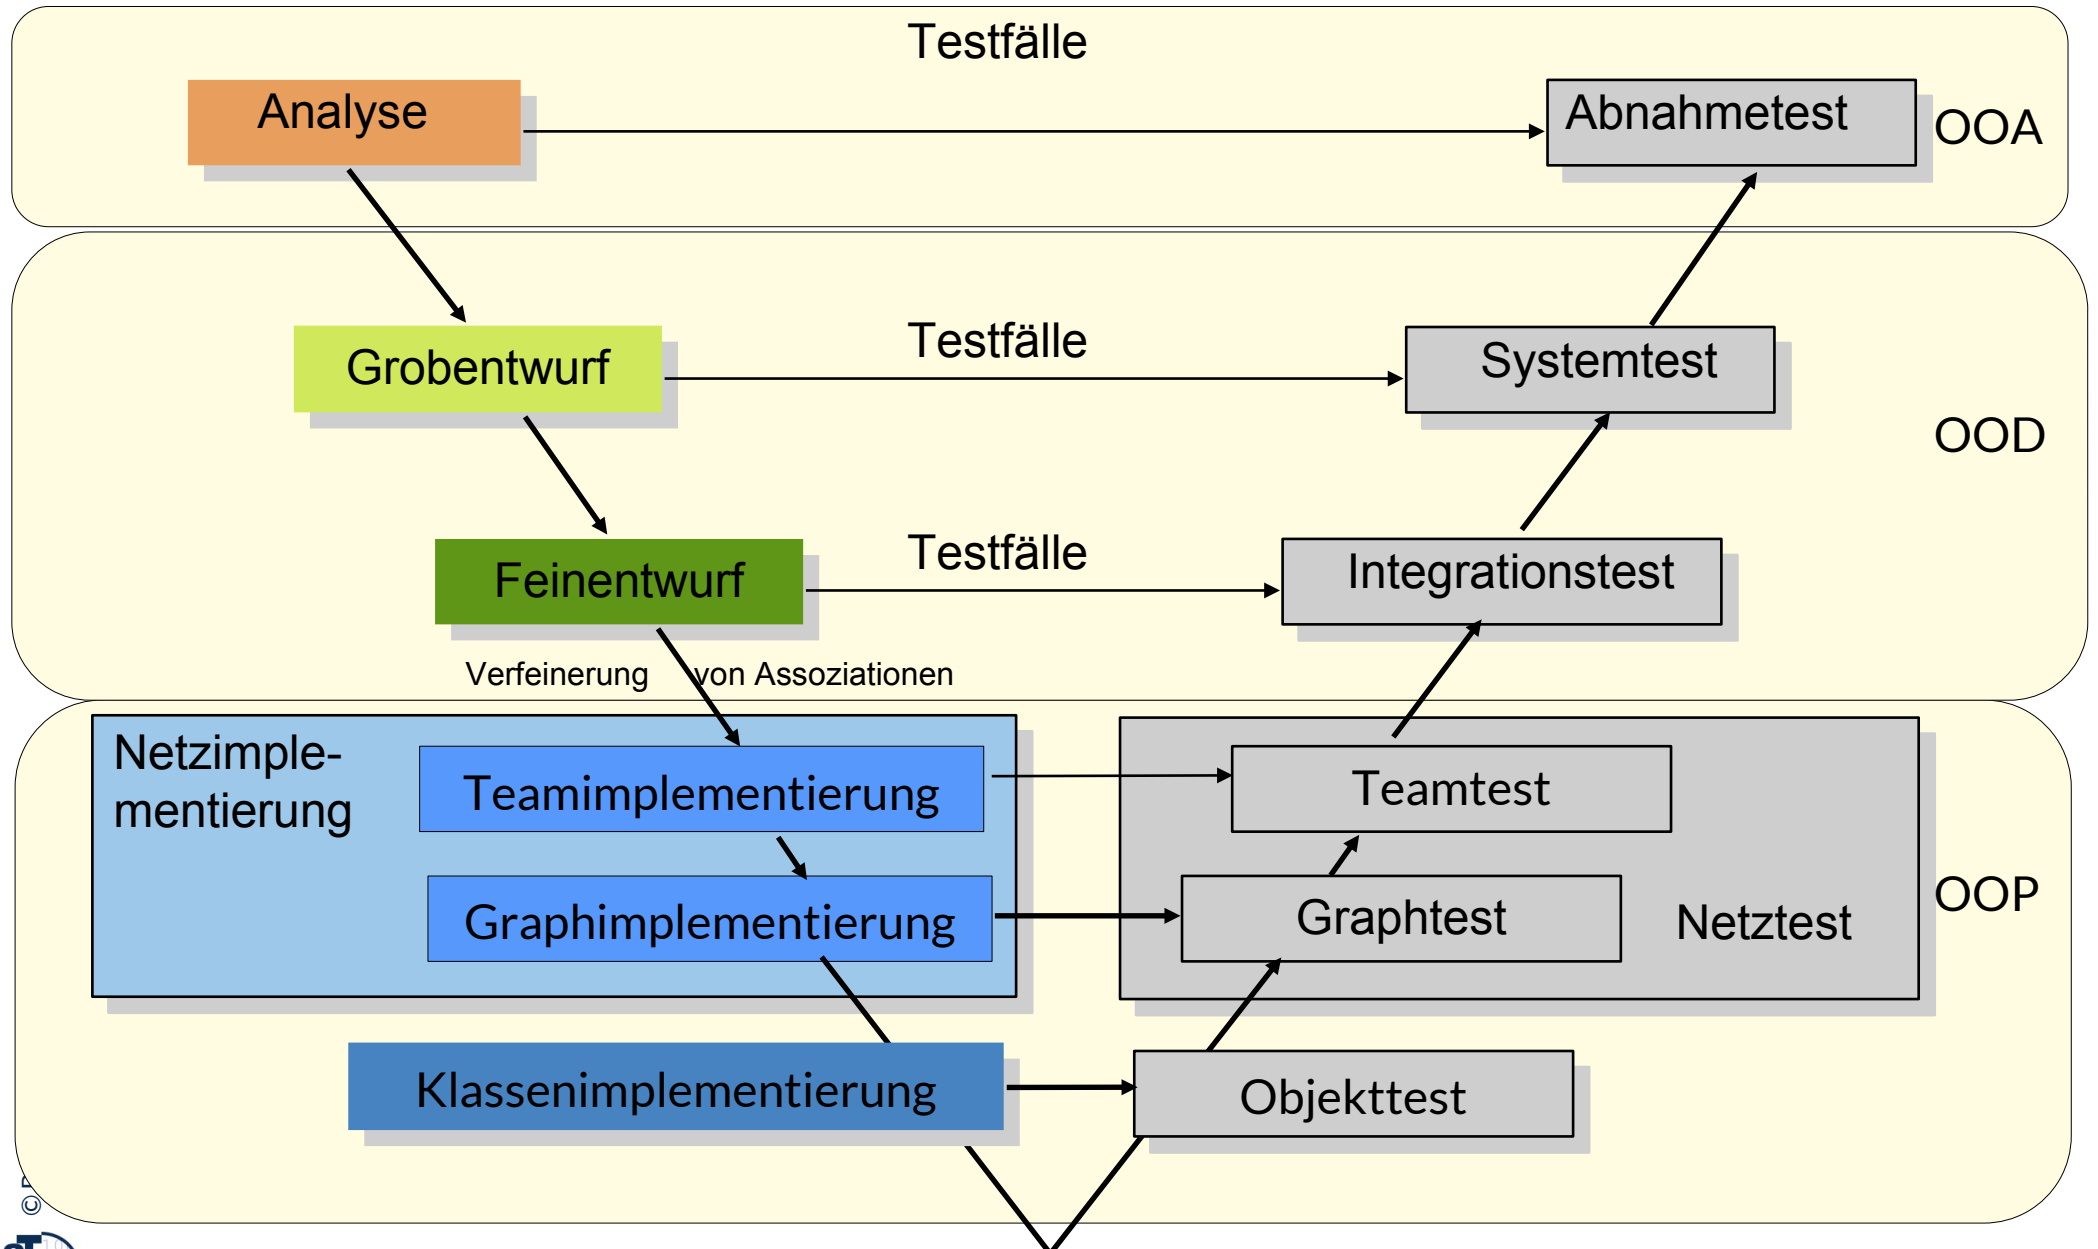 Testfälle
Analyse
Abnahmetest
OOA
Testfälle
Grobentwurf
Systemtest
OOD
Testfälle
Feinentwurf
Integrationstest
Verfeinerung von Assoziationen
Netzimple-
mentierung
Teamimplementierung
Teamtest
Graphimplementierung
Graphtest
Netztest
OOP
Klassenimplementierung
Objekttest
©